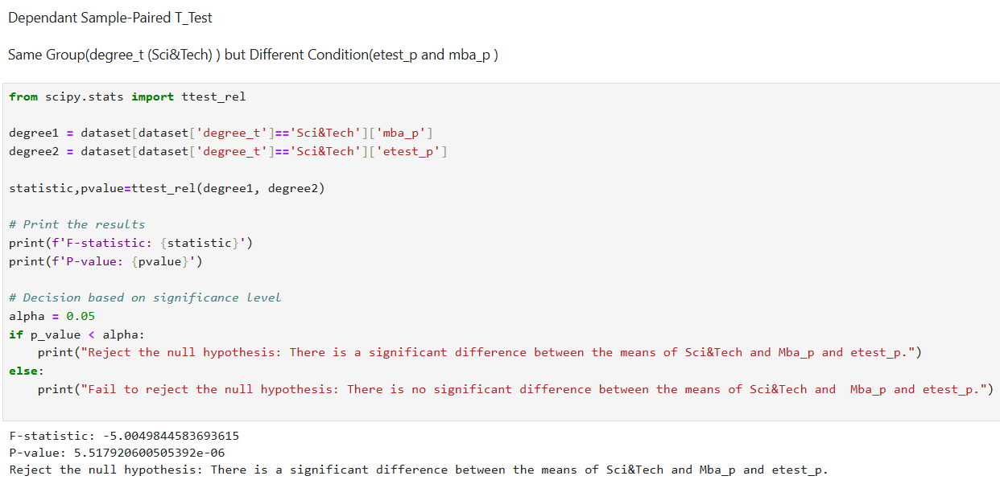 Dependant Sample-Paired T_Test
Same Group(degree_t (Sci&Tech) ) but Different Condition(etest_p and mba_p )
from scipy.stats import ttest_rel
degree1 = dataset[dataset['degree_t']=='Sci&Tech']['mba_p']
degree2 = dataset[dataset['degree_t']=='Sci&Tech']['etest_p']
statistic,pvalue=ttest_rel(degree1, degree2)
# Print the results
print(f'F-statistic: {statistic}')
print(f'P-value: {pvalue}')
# Decision based on significance level
alpha = 0.05
if p_value < alpha:
    print("Reject the null hypothesis: There is a significant difference between the means of Sci&Tech and Mba_p and etest_p.")
else:
    print("Fail to reject the null hypothesis: There is no significant difference between the means of Sci&Tech and  Mba_p and etest_p.")
F-statistic: -5.0049844583693615
P-value: 5.517920600505392e-06
Reject the null hypothesis: There is a significant difference between the means of Sci&Tech and Mba_p and etest_p.